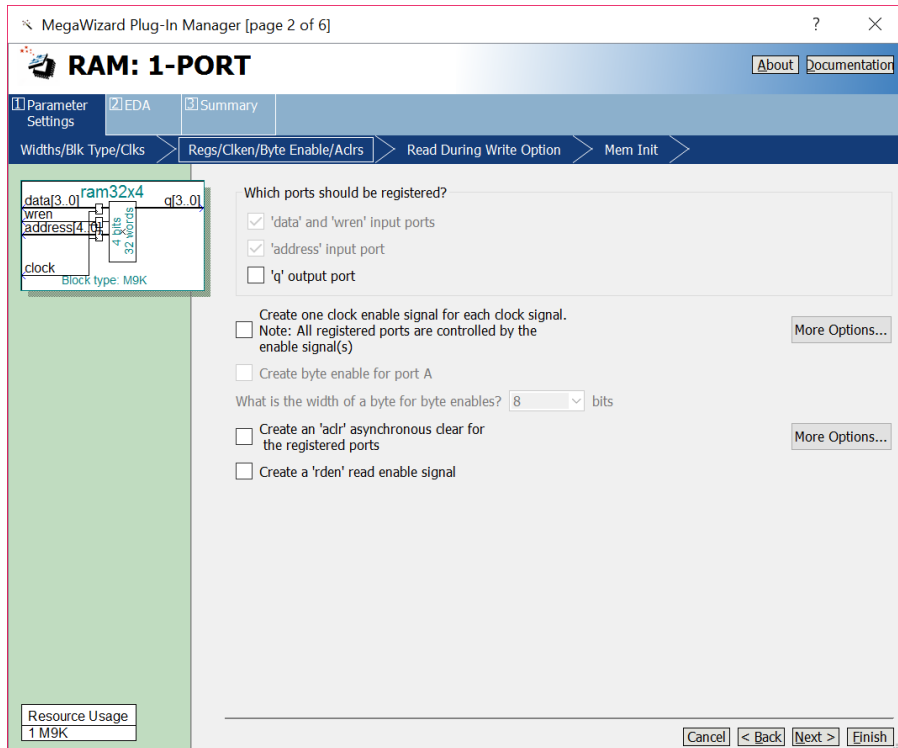 MegaWizard Plug-In Manager [page 2 of 6]
?
RAM: 1-PORT
About
Documentation
1 Parameter Settings
2 EDA
3 Summary
Widths/Blk Type/Clks
Regs/Clken/Byte Enable/Aclrs
Read During Write Option
Mem Init
ram32x4
data[3..0]
q[3..0]
wren
address[4..0]
4 bits
32 words
clock
Block type: M9K
Which ports should be registered?
'data' and 'wren' input ports
'address' input port
'q' output port
Create one clock enable signal for each clock signal.
Note: All registered ports are controlled by the
enable signal(s)
More Options...
Create byte enable for port A
What is the width of a byte for byte enables? 8 bits
Create an 'aclr' asynchronous clear for
the registered ports
More Options...
Create a 'rden' read enable signal
Resource Usage
1 M9K
Cancel
< Back
Next >
Finish